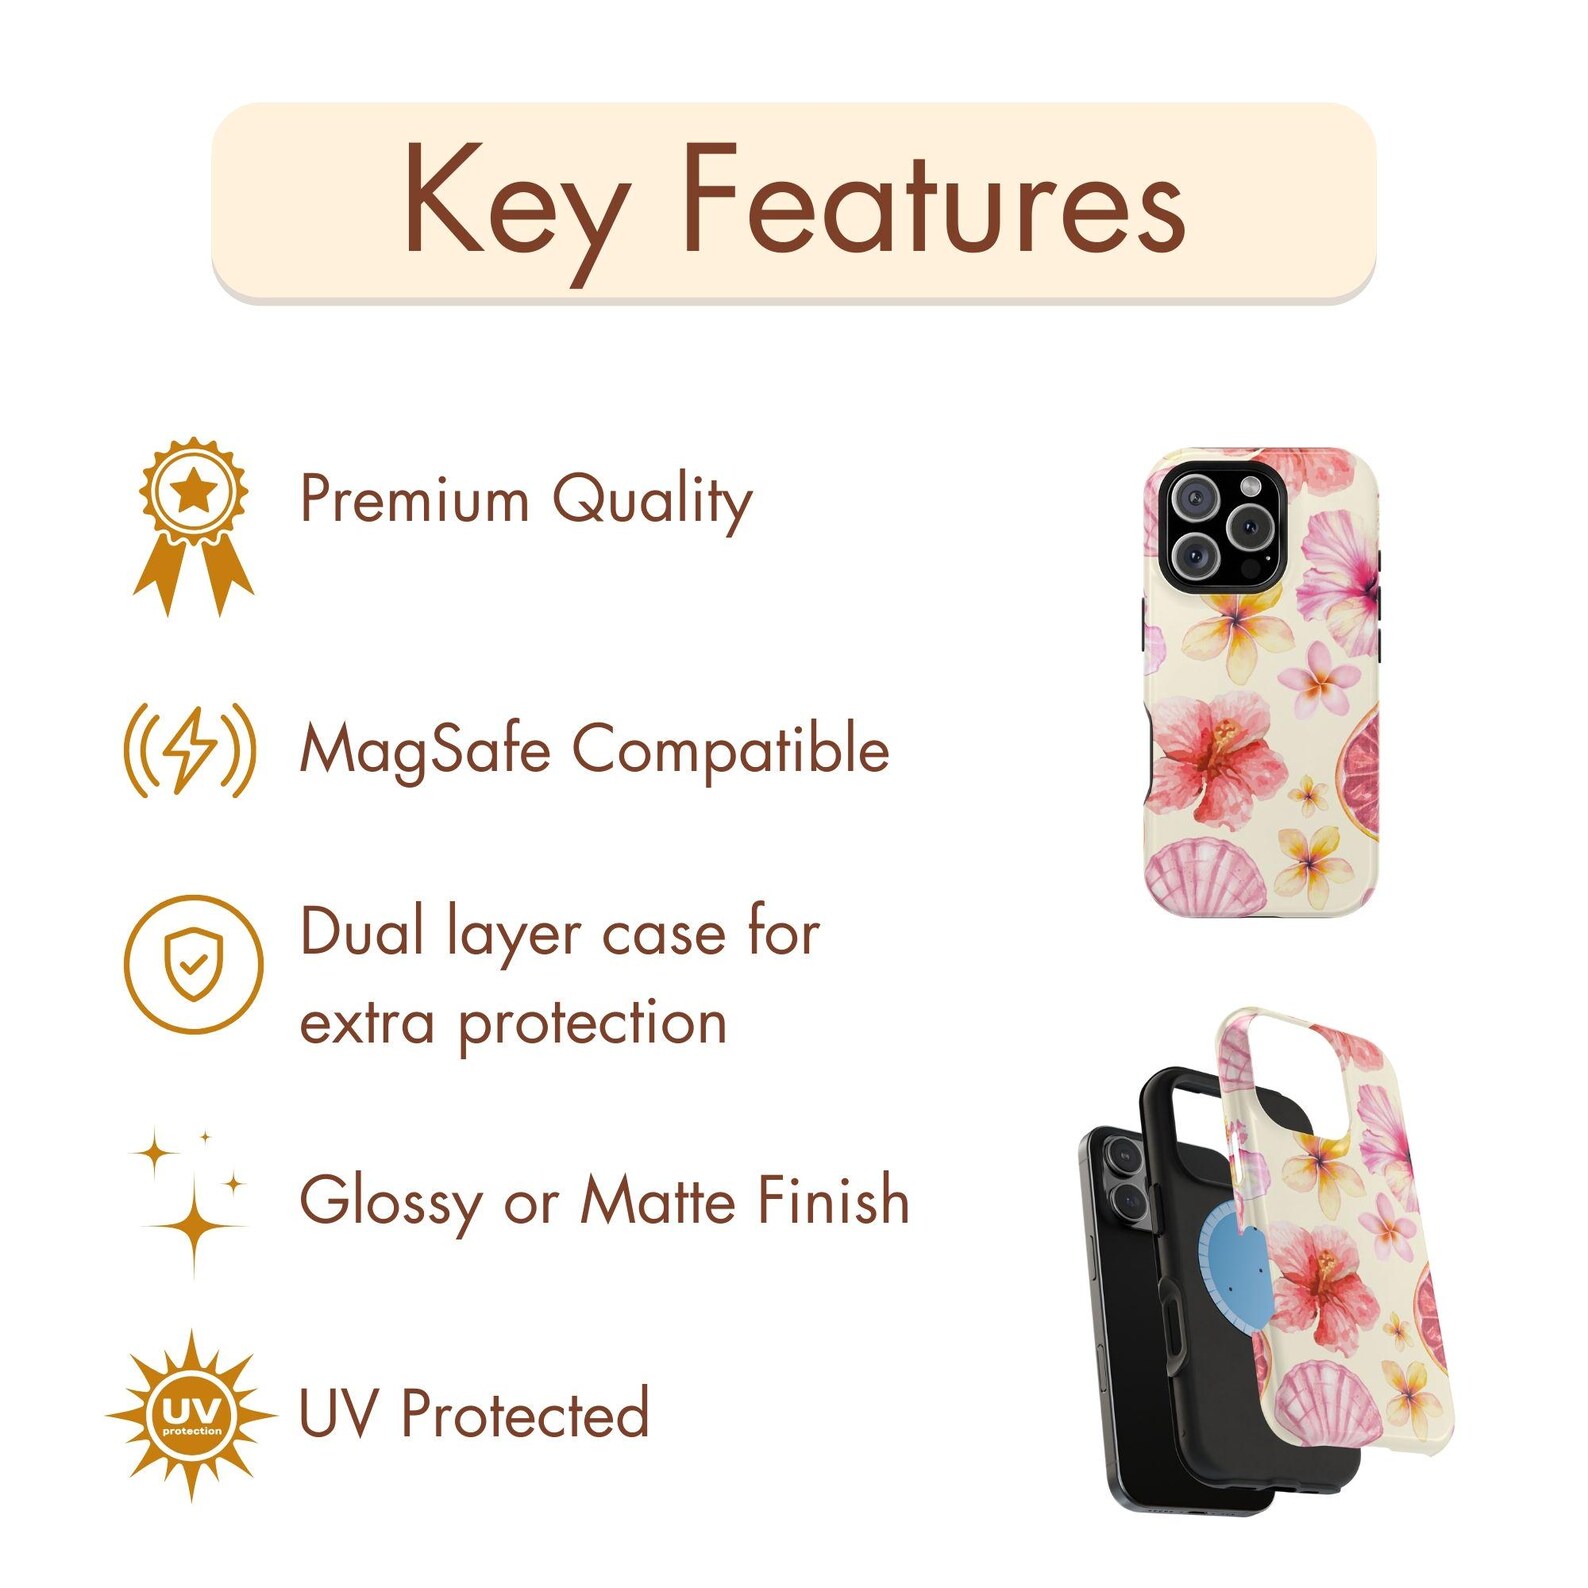 Key Features
Premium Quality
MagSafe Compatible
Dual layer case for
extra protection
Glossy or Matte Finish
UV
protection
UV Protected